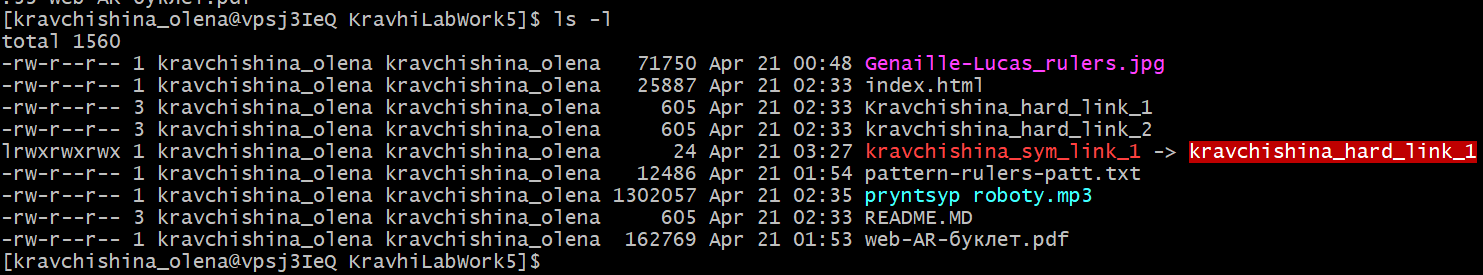 [kravchishina_olena@vpsj3IeQ KravhiLabWork5]$ ls -l
total 1560
-rw-r--r-- 1 kravchishina_olena kravchishina_olena   71750 Apr 21 00:48 Genaille-Lucas_rulers.jpg
-rw-r--r-- 1 kravchishina_olena kravchishina_olena   25887 Apr 21 02:33 index.html
-rw-r--r-- 3 kravchishina_olena kravchishina_olena     605 Apr 21 02:33 Kravchishina_hard_link_1
-rw-r--r-- 3 kravchishina_olena kravchishina_olena     605 Apr 21 02:33 kravchishina_hard_link_2
lrwxrwxrwx 1 kravchishina_olena kravchishina_olena      24 Apr 21 03:27 kravchishina_sym_link_1 -> kravchishina_hard_link_1
-rw-r--r-- 1 kravchishina_olena kravchishina_olena   12486 Apr 21 01:54 pattern-rulers-patt.txt
-rw-r--r-- 1 kravchishina_olena kravchishina_olena 1302057 Apr 21 02:35 pryntsyp roboty.mp3
-rw-r--r-- 3 kravchishina_olena kravchishina_olena     605 Apr 21 02:33 README.MD
-rw-r--r-- 1 kravchishina_olena kravchishina_olena  162769 Apr 21 01:53 web-AR-буклет.pdf
[kravchishina_olena@vpsj3IeQ KravhiLabWork5]$